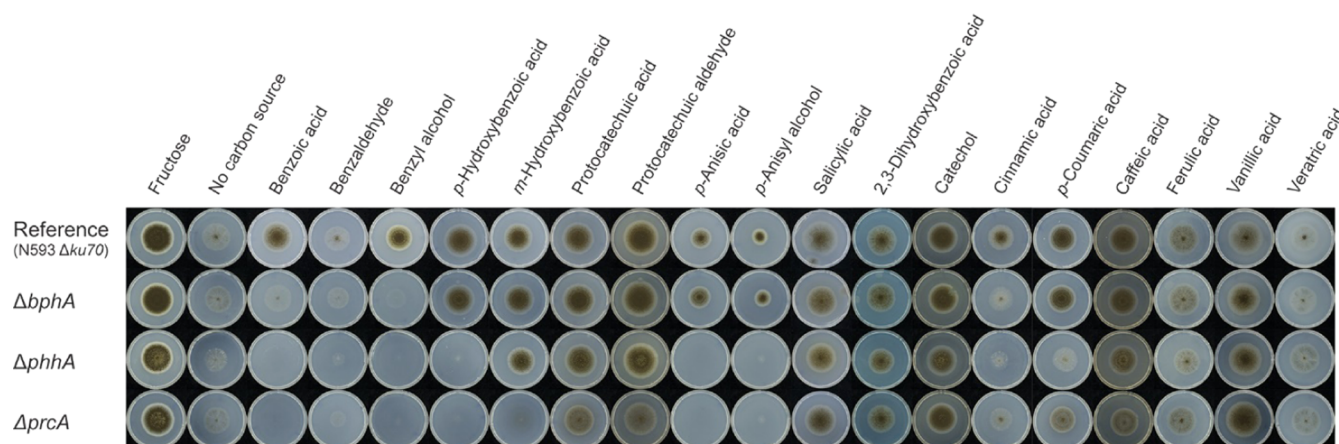 Fructose
No carbon source
Benzoic acid
Benzaldehyde
Benzyl alcohol
p-Hydroxybenzoic acid
m-Hydroxybenzoic acid
Protocatechuic acid
Protocatechuic aldehyde
p-Anisic acid
p-Anisyl alcohol
Salicylic acid
2,3-Dihydroxybenzoic acid
Catechol
Cinnamic acid
p-Coumaric acid
Caffeic acid
Ferulic acid
Vanillic acid
Veratric acid
Reference
(N593 Δku70)
ΔbphA
ΔphhA
ΔprcA